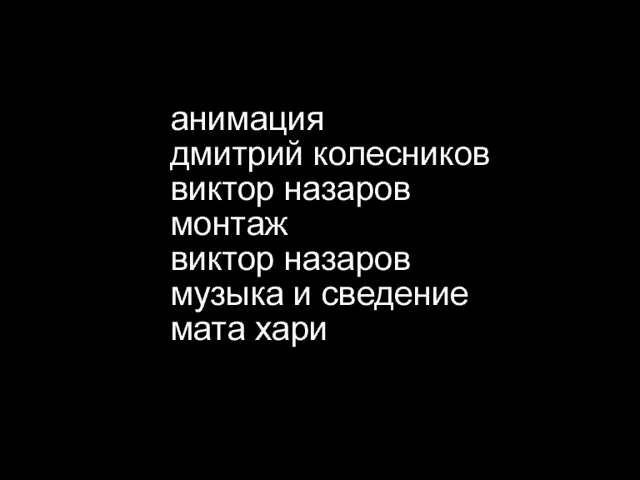 анимация
дмитрий колесников
виктор назаров
монтаж
виктор назаров
музыка и сведение
мата хари